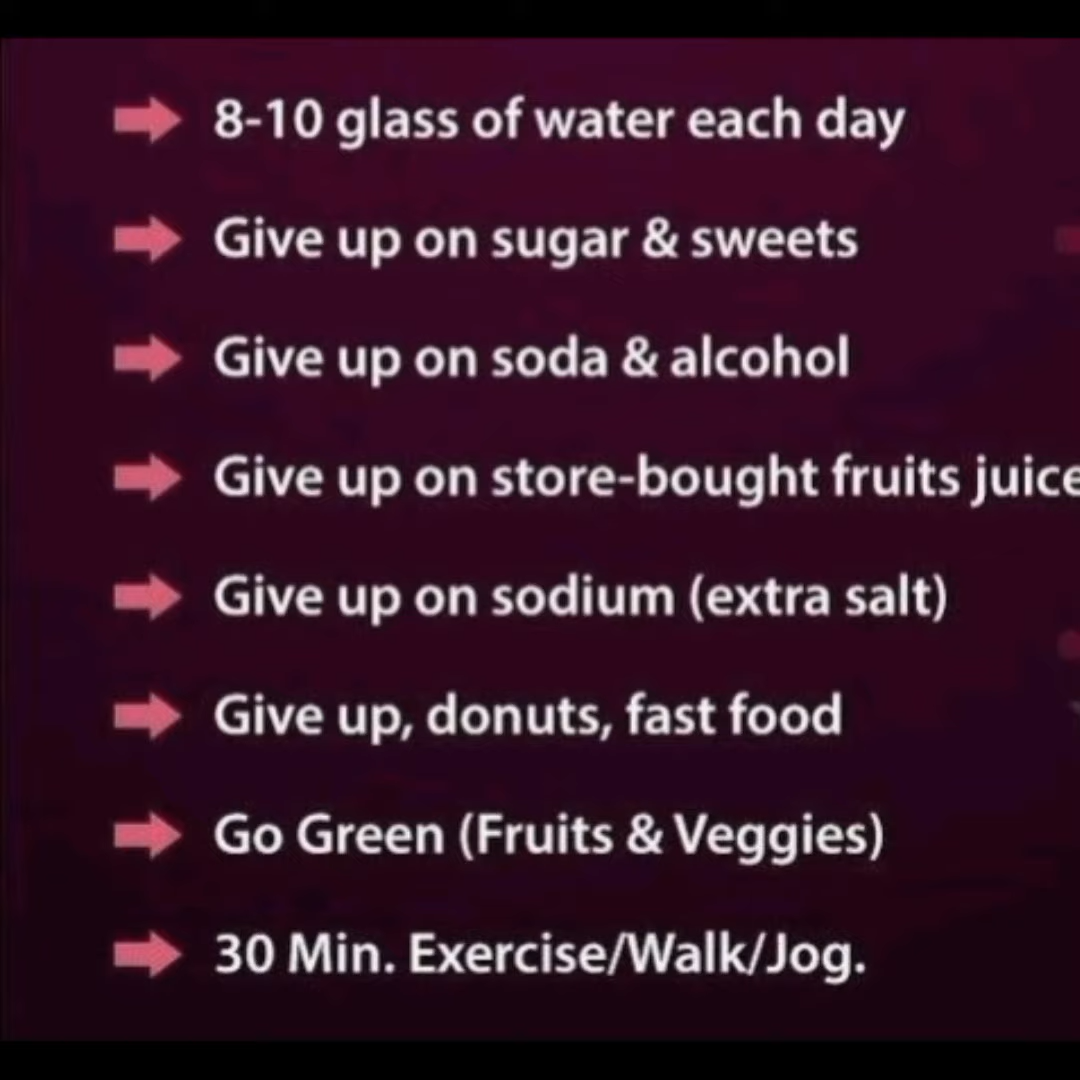 8-10 glass of water each day
Give up on sugar & sweets
Give up on soda & alcohol
Give up on store-bought fruits juice
Give up on sodium (extra salt)
Give up, donuts, fast food
Go Green (Fruits & Veggies)
30 Min. Exercise/Walk/Jog.